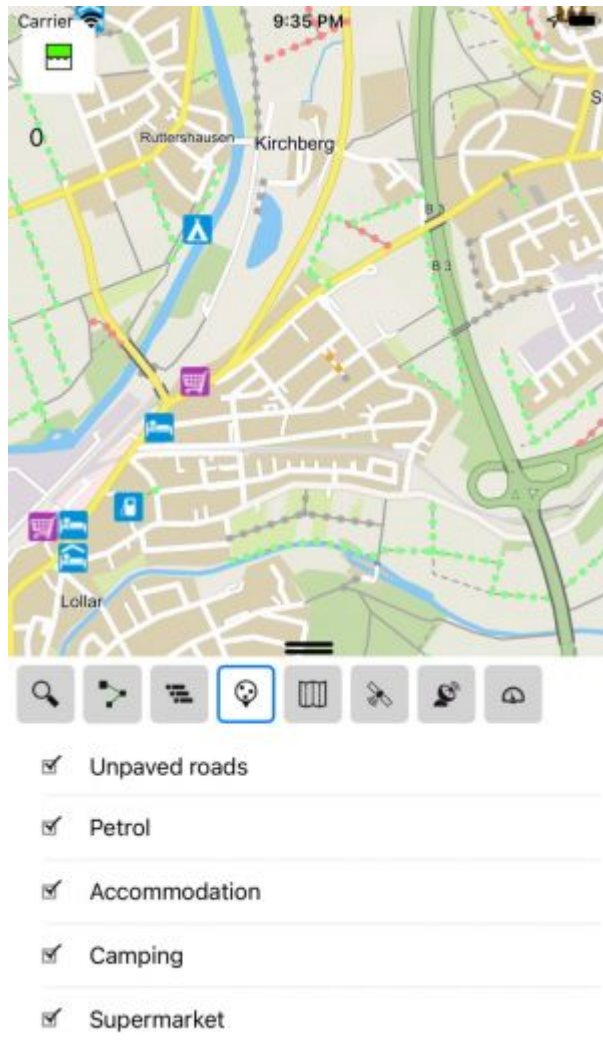 Carrier 9:35 PM
0
Ruttershausen
Kirchberg
S
B 3
B 3
Lollar
Unpaved roads
Petrol
Accommodation
Camping
Supermarket